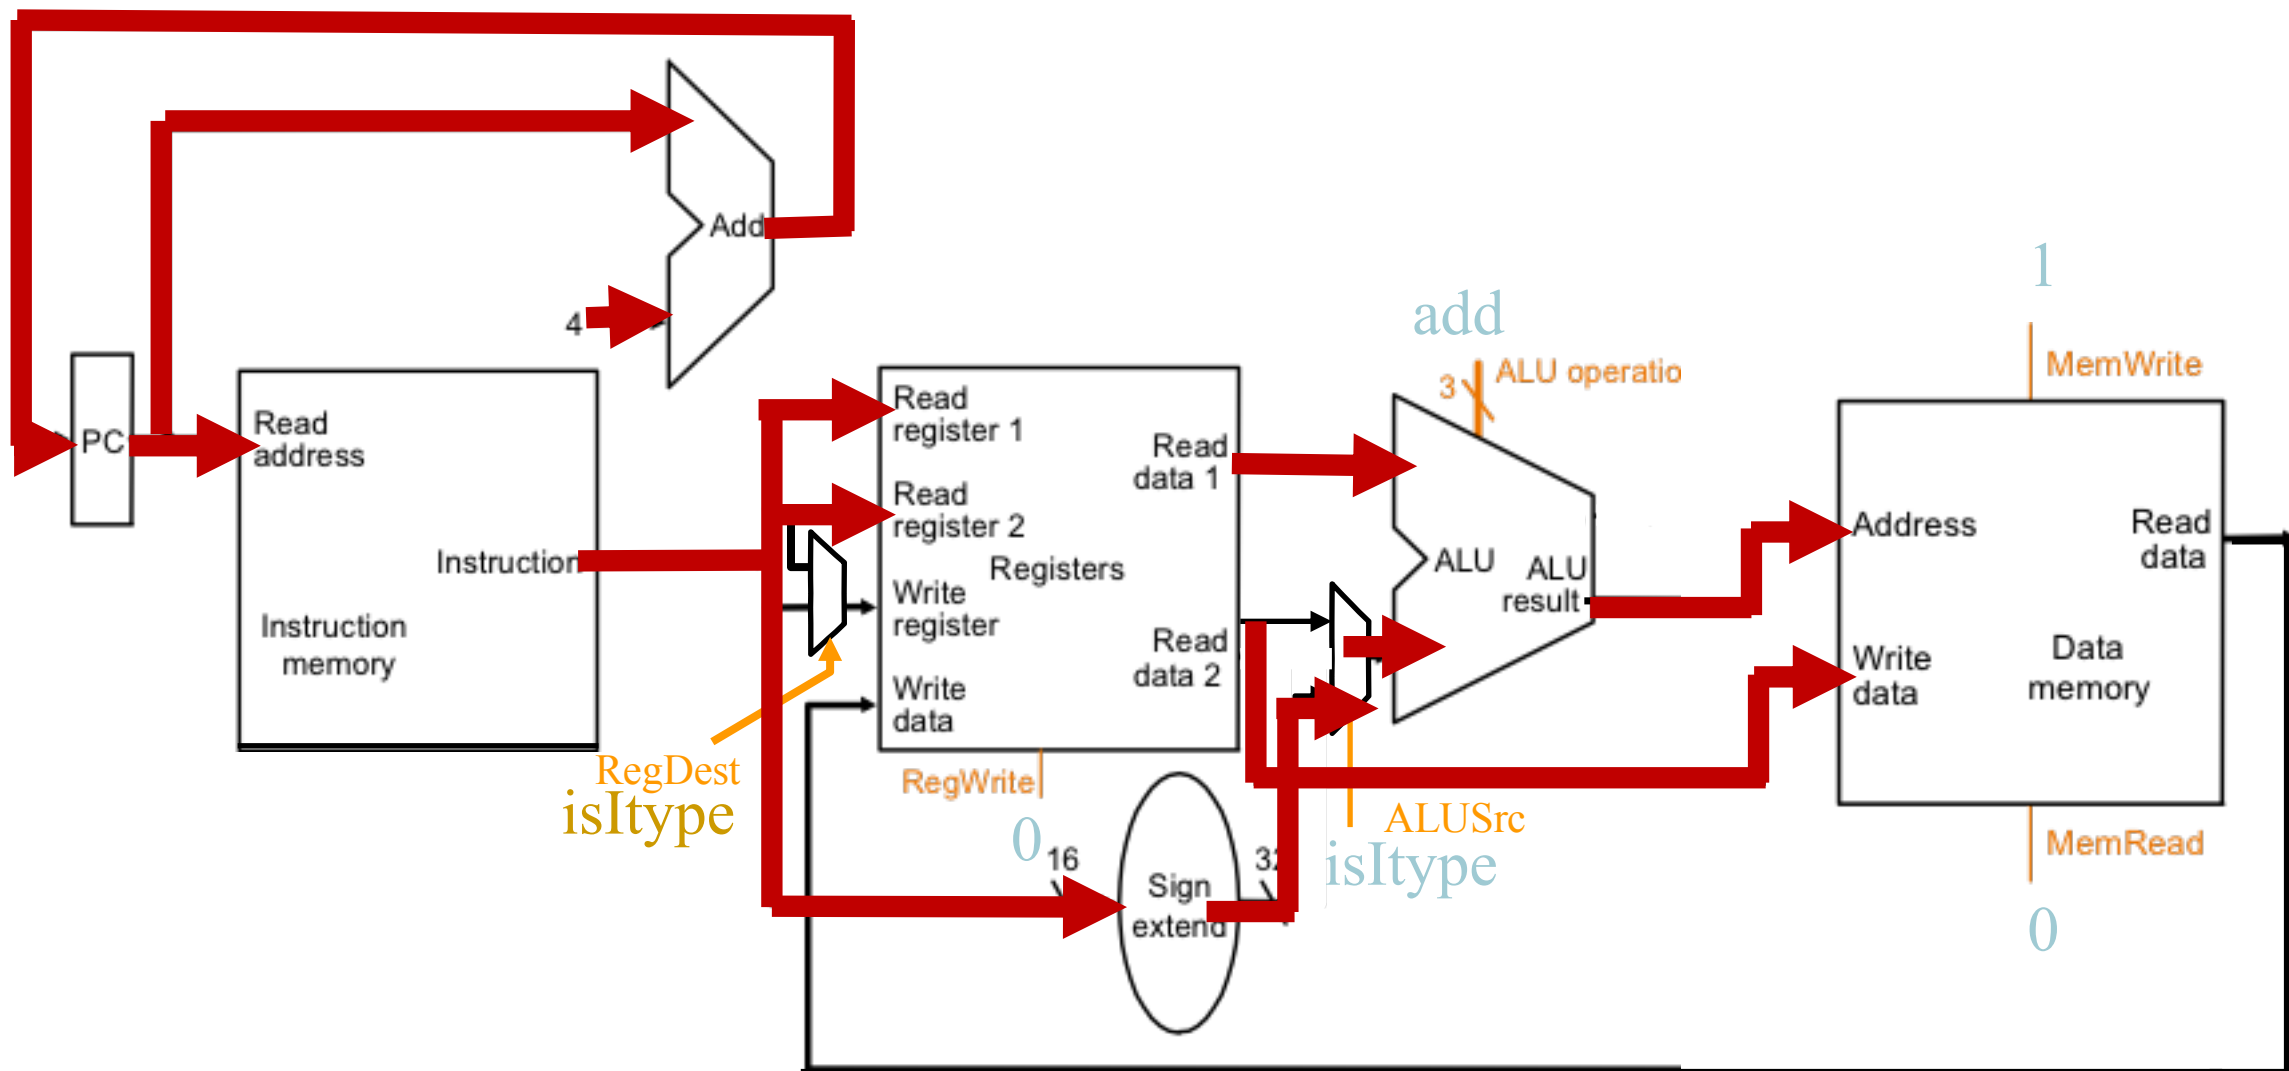 Add
4
PC
Read
address
Instruction
Instruction
memory
RegDest
isItype
Read
register 1
Read
register 2
Registers
Write
register
Write
data
Read
data 1
Read
data 2
RegWrite
0
16
Sign
extend
32
add
3
ALU operatio
ALU
ALU
result
ALUSrc
isItype
1
MemWrite
Address
Read
data
Write
data
Data
memory
MemRead
0